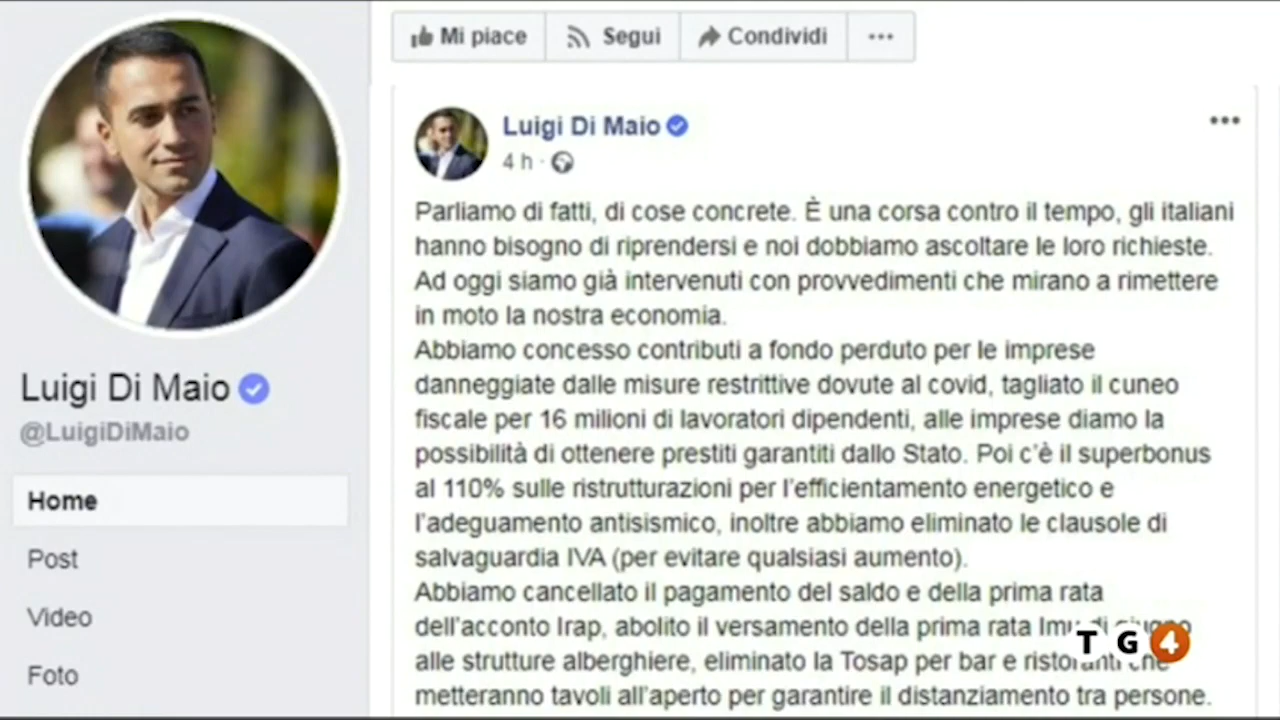 Mi piace
Segui
Condividi
Luigi Di Maio
4 h ·
Parliamo di fatti, di cose concrete. È una corsa contro il tempo, gli italiani
hanno bisogno di riprendersi e noi dobbiamo ascoltare le loro richieste.
Ad oggi siamo già intervenuti con provvedimenti che mirano a rimettere
in moto la nostra economia.
Abbiamo concesso contributi a fondo perduto per le imprese
danneggiate dalle misure restrittive dovute al covid, tagliato il cuneo
fiscale per 16 milioni di lavoratori dipendenti, alle imprese diamo la
possibilità di ottenere prestiti garantiti dallo Stato. Poi c'è il superbonus
al 110% sulle ristrutturazioni per l'efficientamento energetico e
l'adeguamento antisismico, inoltre abbiamo eliminato le clausole di
salvaguardia IVA (per evitare qualsiasi aumento).
Abbiamo cancellato il pagamento del saldo e della prima rata
dell'acconto Irap, abolito il versamento della prima rata Imu di giugno
alle strutture alberghiere, eliminato la Tosap per bar e ristoranti che
metteranno tavoli all'aperto per garantire il distanziamento tra persone.
Luigi Di Maio
@LuigiDiMaio
Home
Post
Video
Foto
TG4